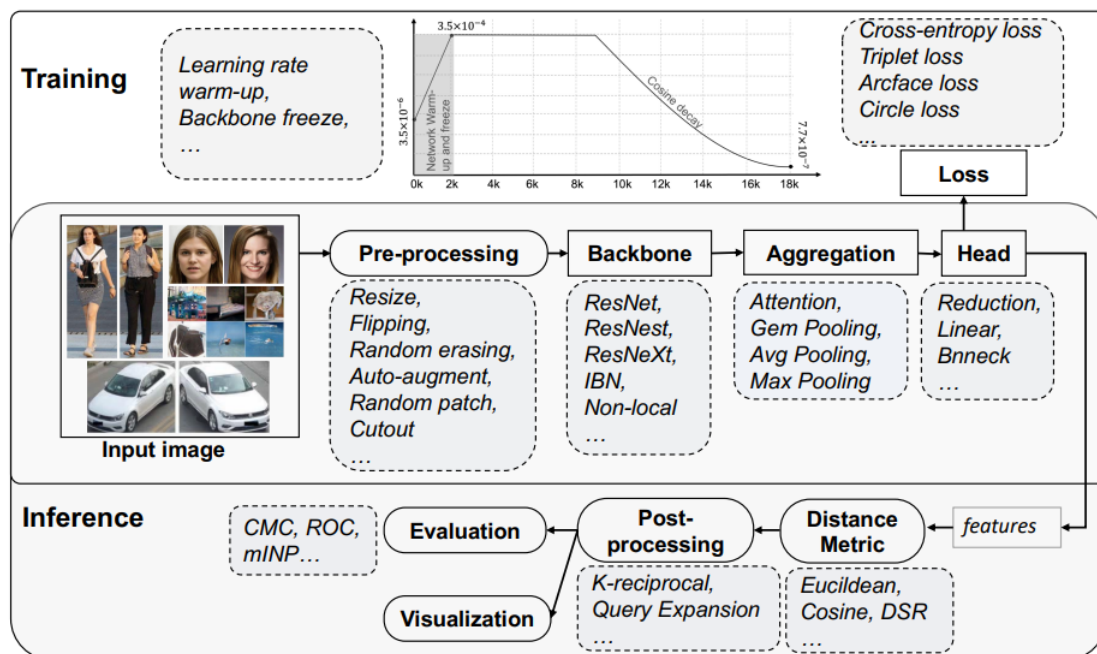 Training
Learning rate
warm-up,
Backbone freeze,
…
3.5×10⁻⁴
3.5×10⁻⁶
Network Warm-
up and freeze
Cosine decay
7.7×10⁻⁷
0k 2k 4k 6k 8k 10k 12k 14k 16k 18k
Cross-entropy loss
Triplet loss
Arcface loss
Circle loss
...
Loss
Input image
Pre-processing
Resize,
Flipping,
Random erasing,
Auto-augment,
Random patch,
Cutout
…
Backbone
ResNet,
ResNest,
ResNeXt,
IBN,
Non-local
…
Aggregation
Attention,
Gem Pooling,
Avg Pooling,
Max Pooling
Head
Reduction,
Linear,
Bnneck
…
Inference
CMC, ROC,
mINP…
Evaluation
Visualization
Post-
processing
K-reciprocal,
Query Expansion
…
Distance
Metric
Eucildean,
Cosine, DSR
…
features